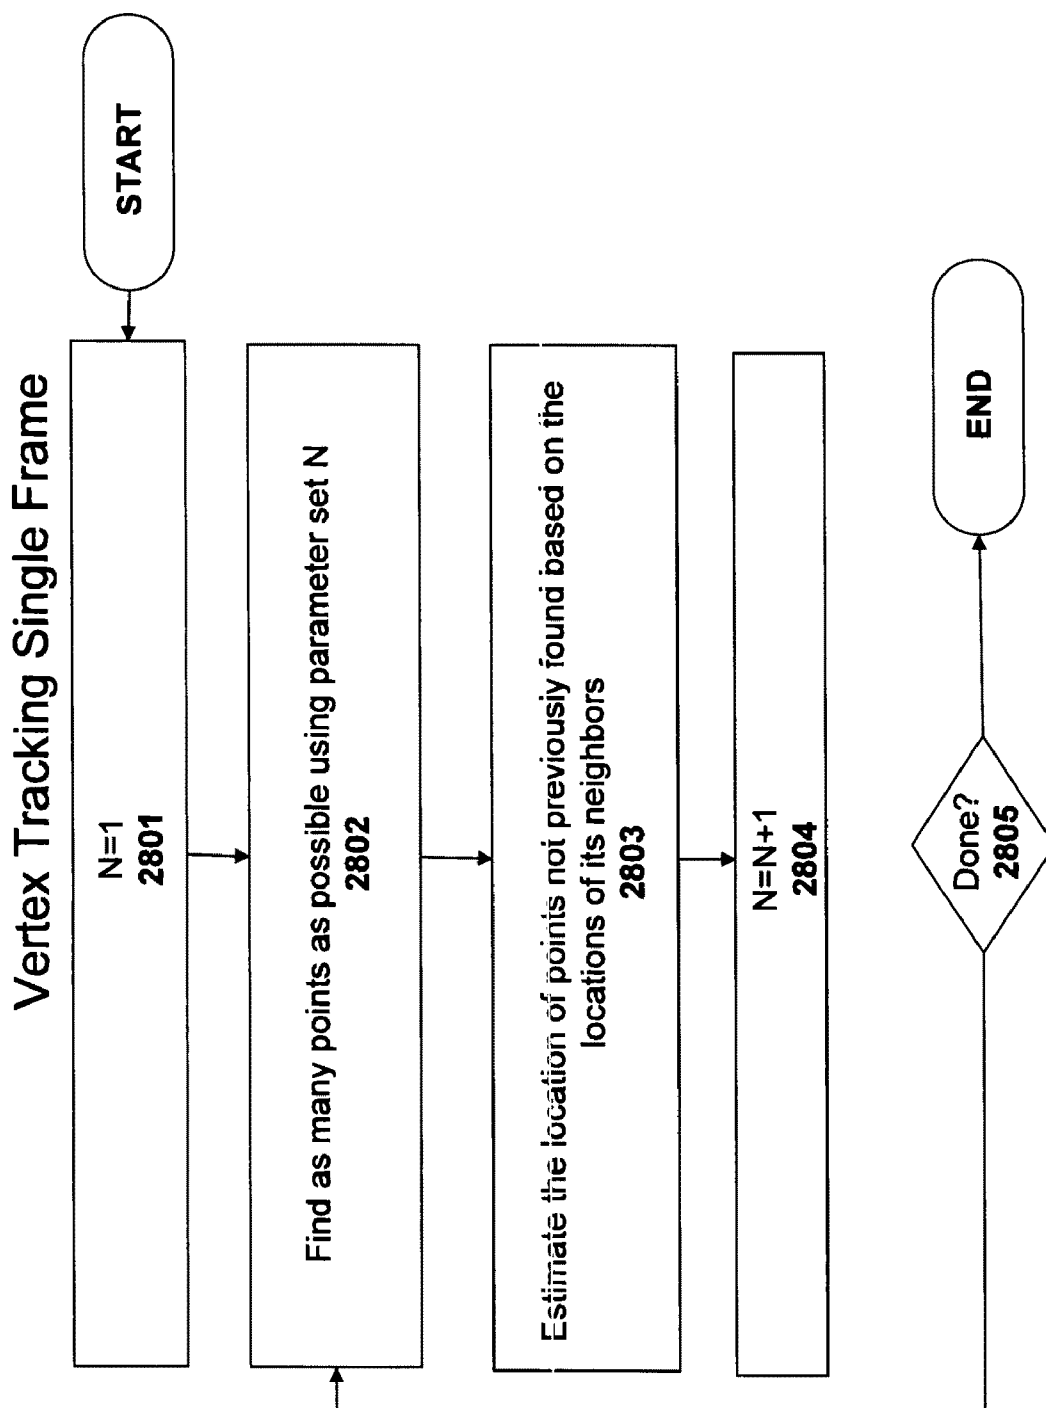 Vertex Tracking Single Frame
START
N=1
2801
Find as many points as possible using parameter set N
2802
Estimate the location of points not previously found based on the
locations of its neighbors
2803
N=N+1
2804
Done?
2805
END